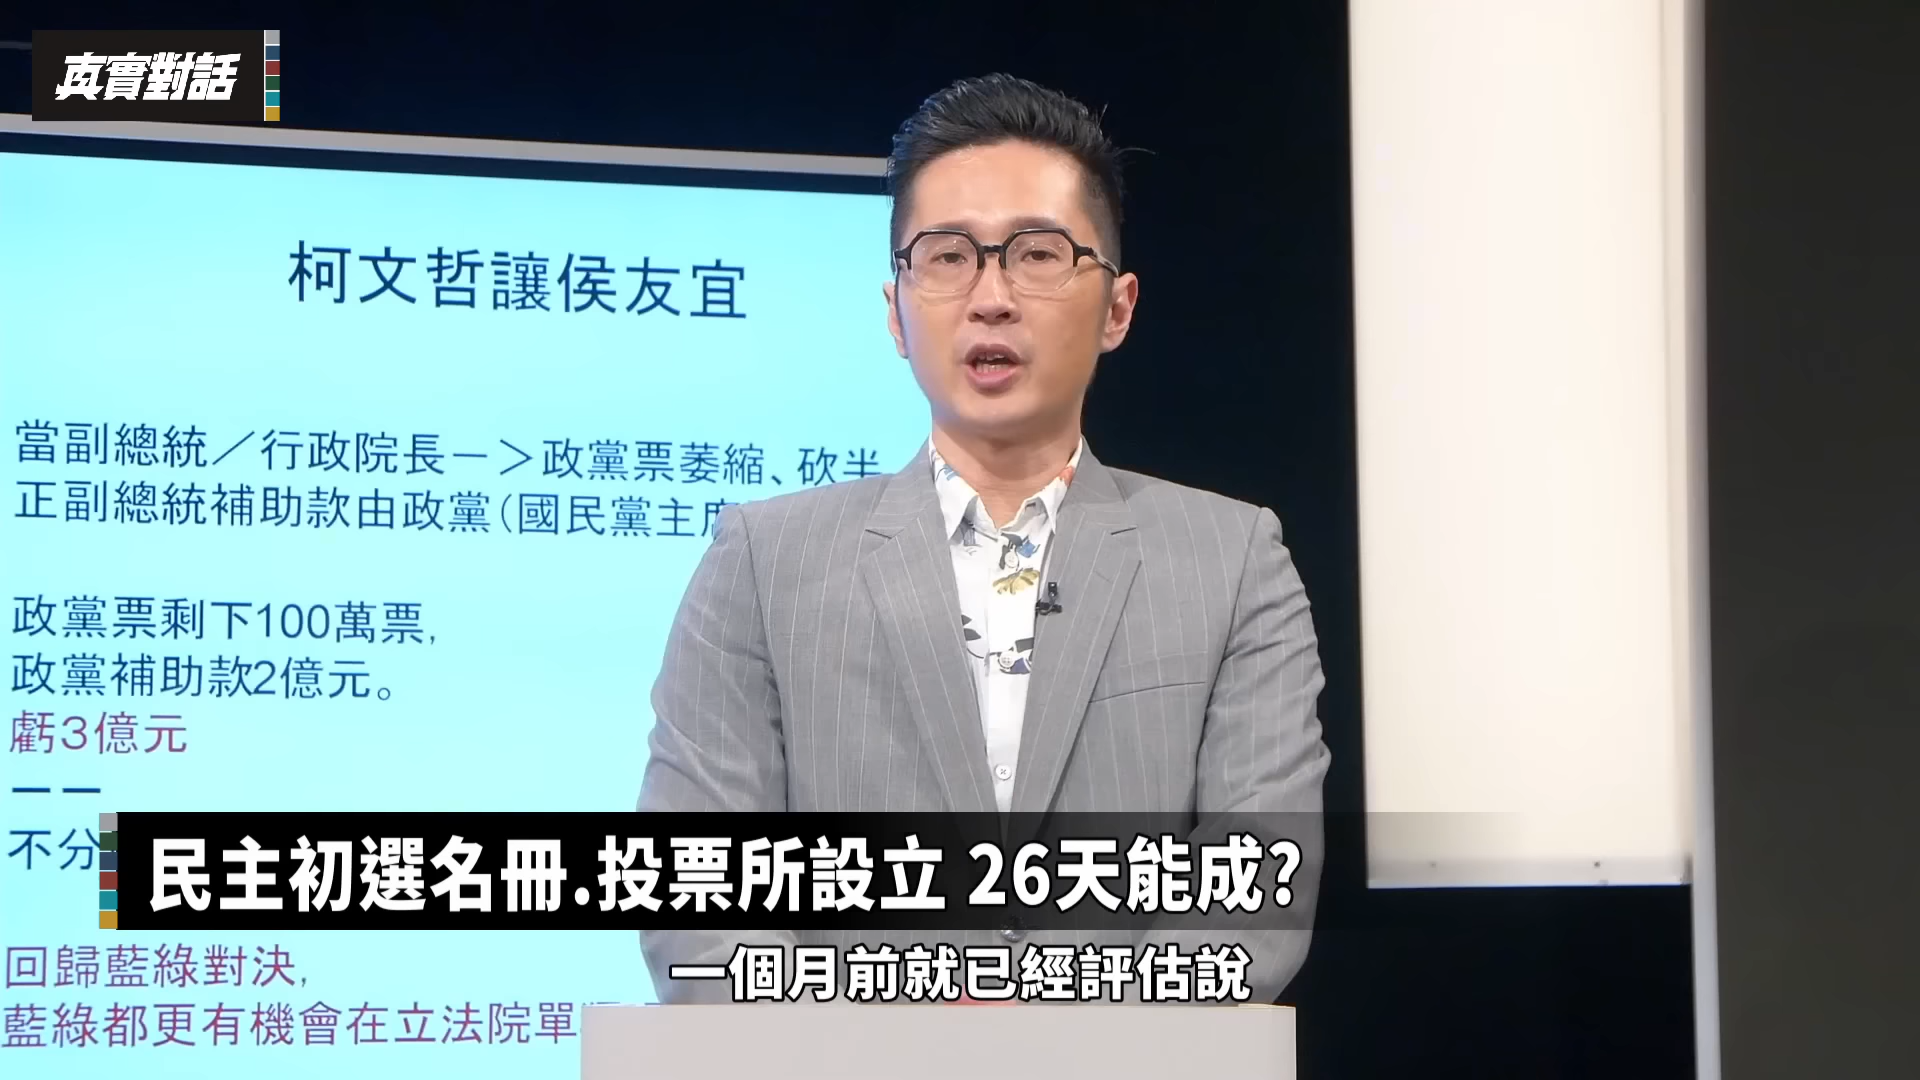 真實對話
柯文哲讓侯友宜
當副總統／行政院長－＞政黨票萎縮、砍半
正副總統補助款由政黨(國民黨主席
政黨票剩下100萬票,
政黨補助款2億元。
虧3億元
——
不分
民主初選名冊.投票所設立 26天能成?
一個月前就已經評估說
回歸藍綠對決,
藍綠都更有機會在立法院單